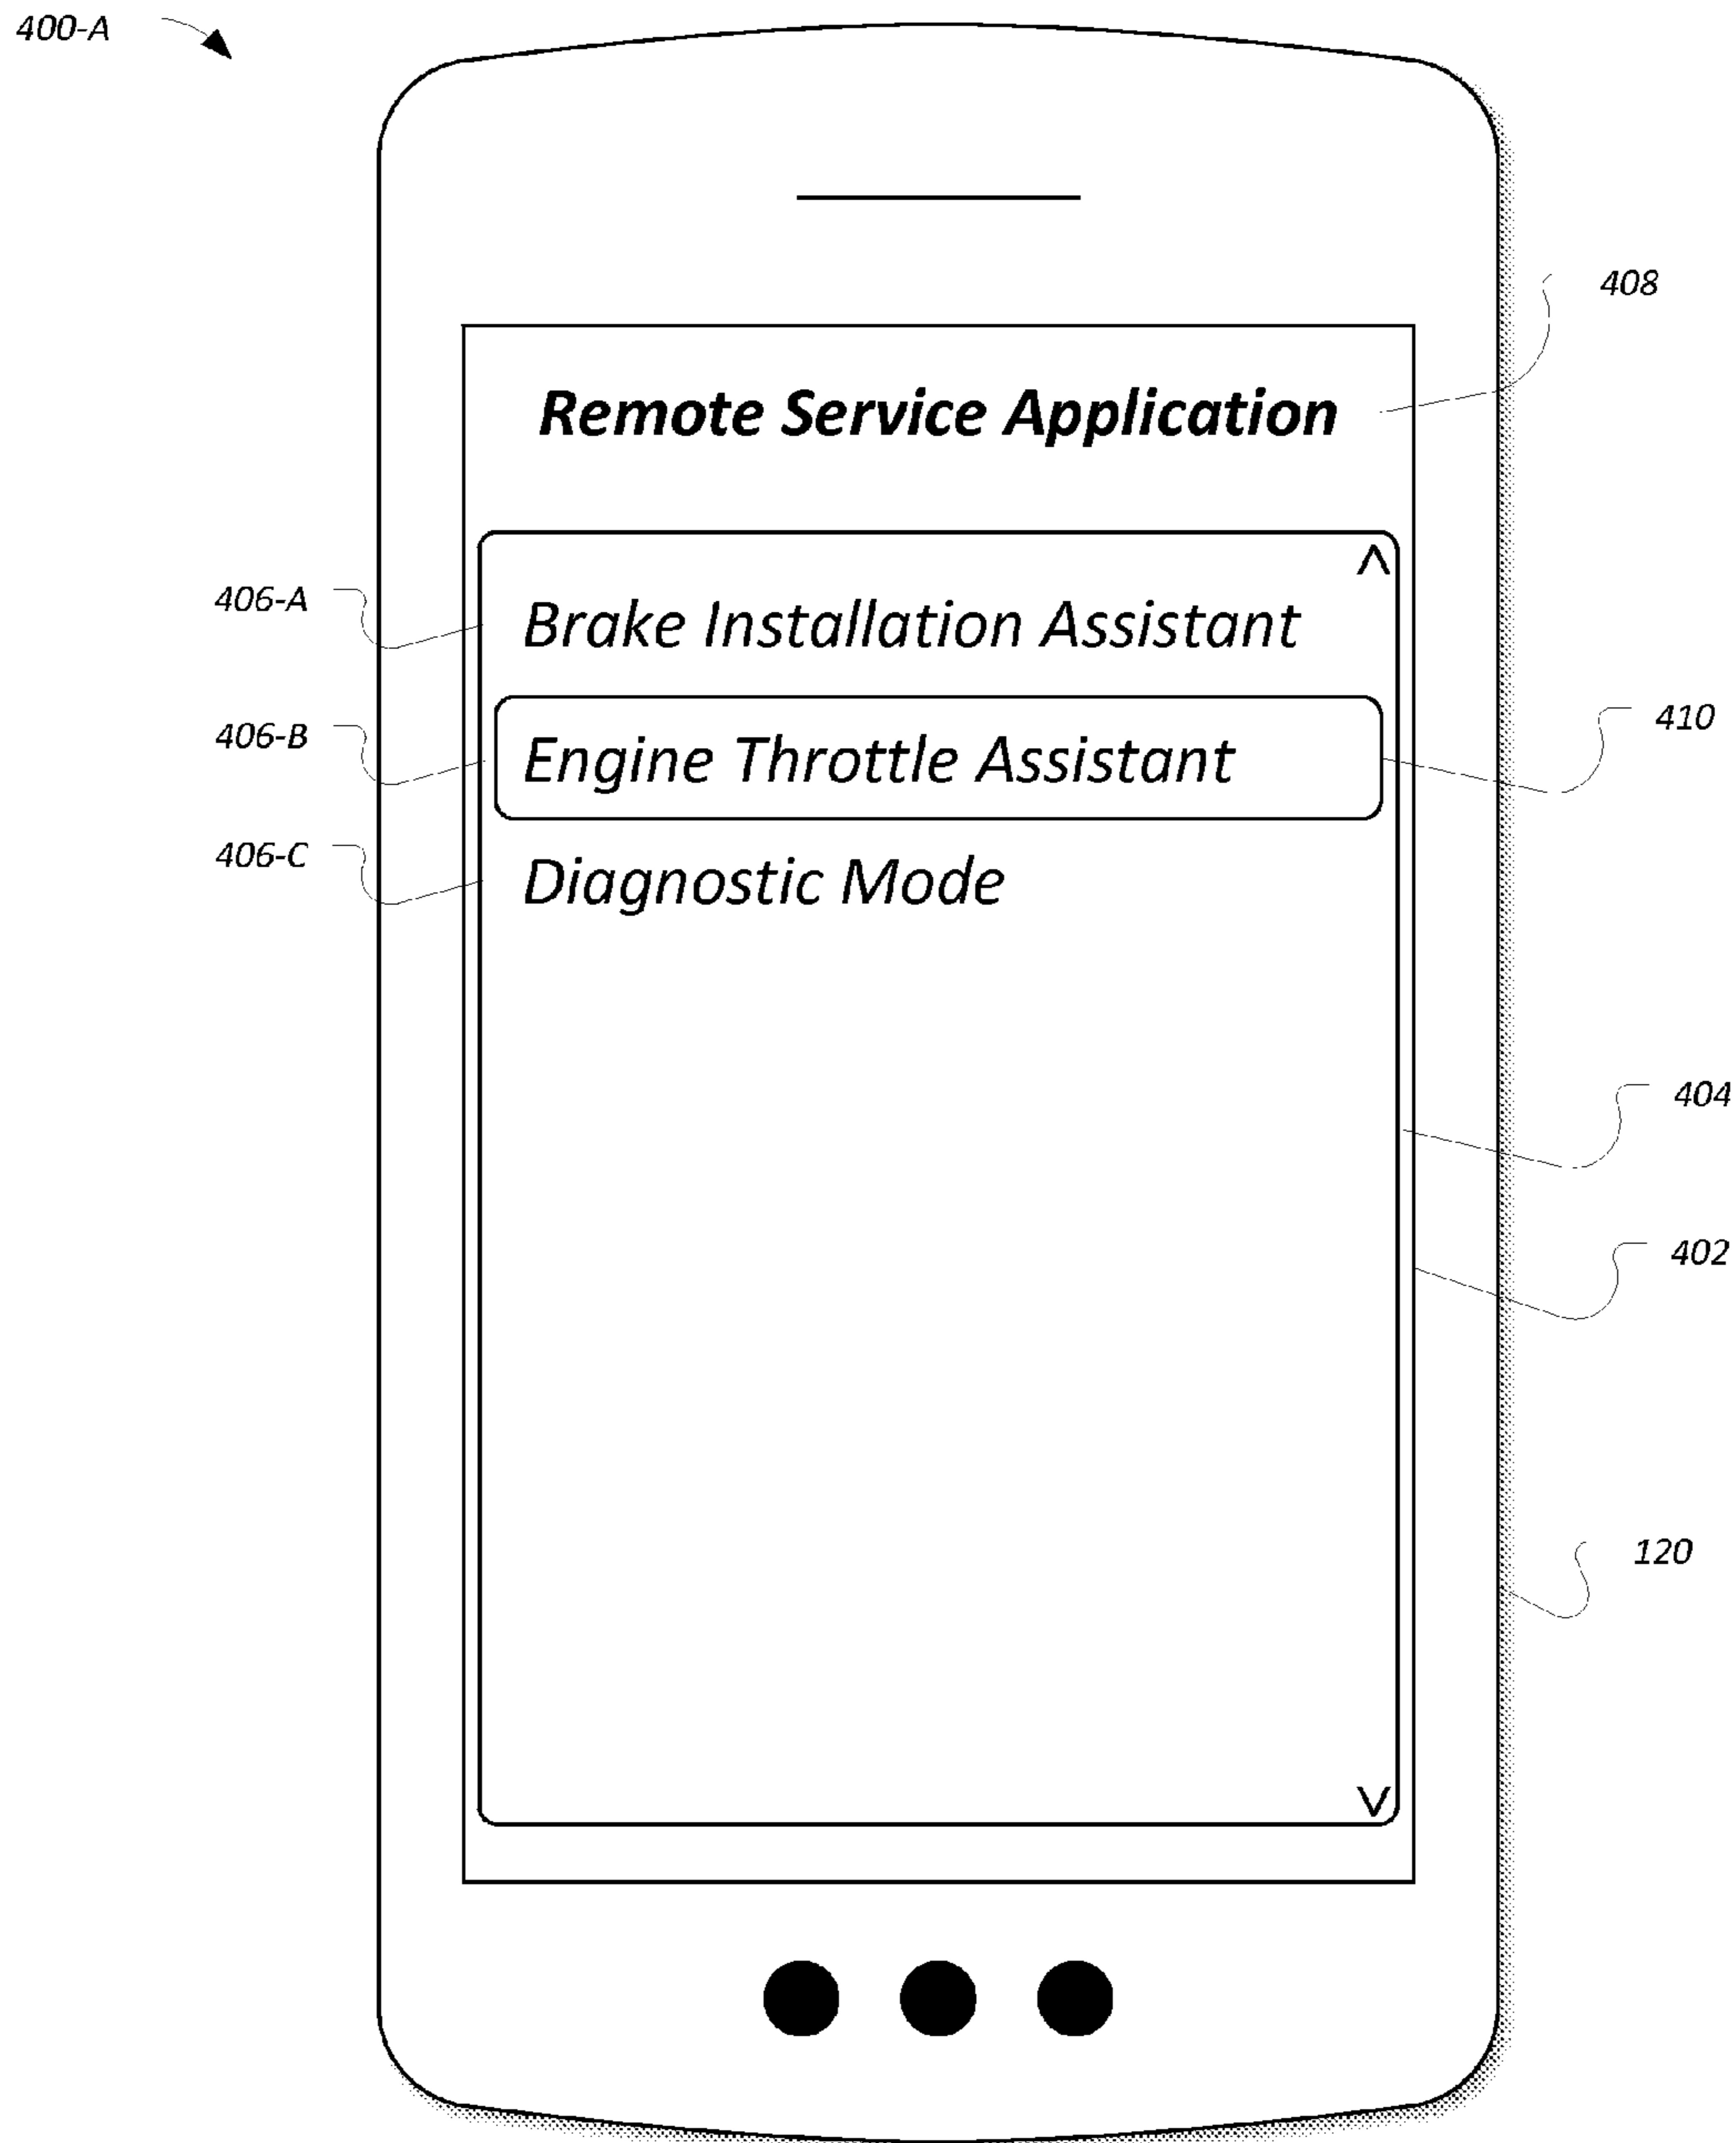 400-A
408
Remote Service Application
^
406-A
Brake Installation Assistant
406-B
Engine Throttle Assistant
410
406-C
Diagnostic Mode
404
402
120
v